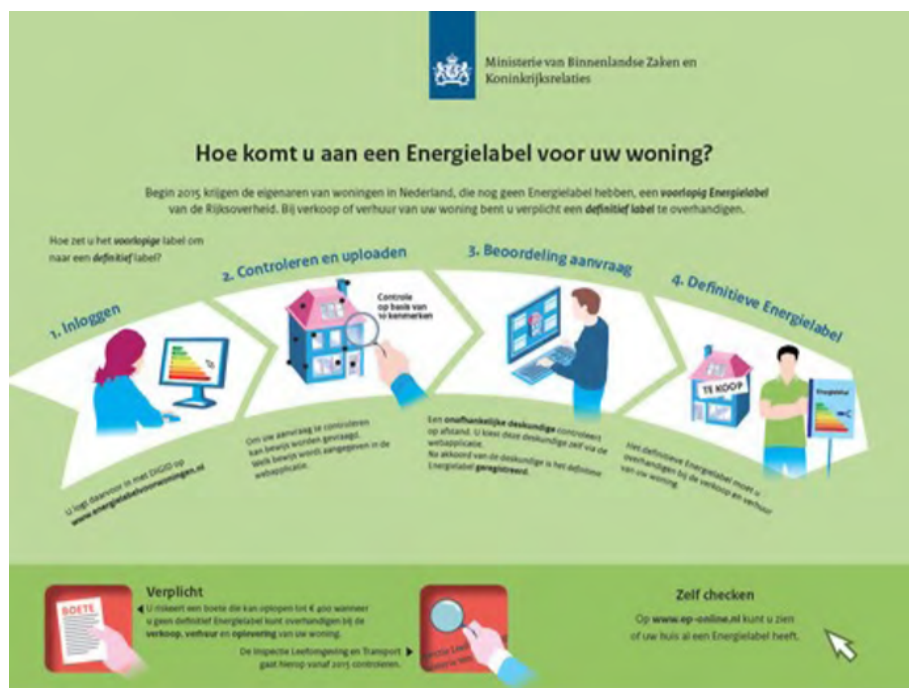 Ministerie van Binnenlandse Zaken en
Koninkrijksrelaties
Hoe komt u aan een Energielabel voor uw woning?
Begin 2015 krijgen de eigenaren van woningen in Nederland, die nog geen Energielabel hebben, een voorlopig Energielabel
van de Rijksoverheid. Bij verkoop of verhuur van uw woning bent u verplicht een definitief label te overhandigen.
Hoe zet u het voorlopige label om
naar een definitief label?
1. Inloggen
U logt daarvoor in met DIGID op
www.energielabelvoorwoningen.nl
2. Controleren en uploaden
Controle
op basis van
10 kenmerken
Om uw aanvraag te controleren
kan bewijs worden gevraagd.
Welk bewijs wordt aangegeven in de
webapplicatie.
3. Beoordeling aanvraag
Een onafhankelijke deskundige controleert
op afstand. U kiest deze deskundige zelf via de
webapplicatie.
Na akkoord van de deskundige is het definitieve
Energielabel geregistreerd.
4. Definitieve Energielabel
TE KOOP
Energielabel
Het definitieve Energielabel moet u
overhandigen bij de verkoop en verhuur
van uw woning.
BOETE
Verplicht
U riskeert een boete die kan oplopen tot € 400 wanneer
u geen definitief Energielabel kunt overhandigen bij de
verkoop, verhuur en oplevering van uw woning.
De Inspectie Leefomgeving en Transport
gaat hierop vanaf 2015 controleren.
Zelf checken
Op www.ep-online.nl kunt u zien
of uw huis al een Energielabel heeft.